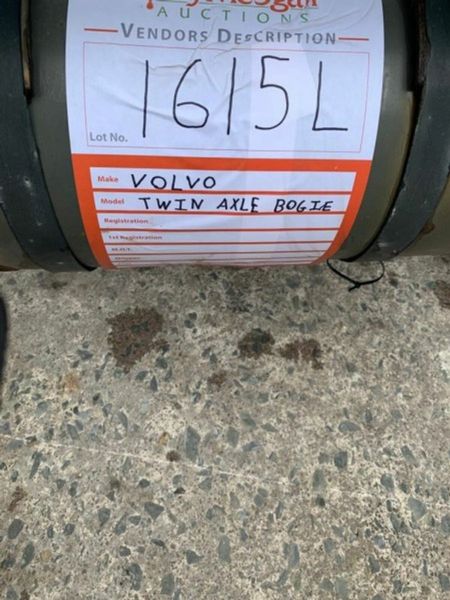 AUCTIONS
VENDORS DESCRIPTION
1615L
Lot No.
Make VOLVO
Model TWIN AXLE BOGIE
Registration
1st Registration
M.O.T.